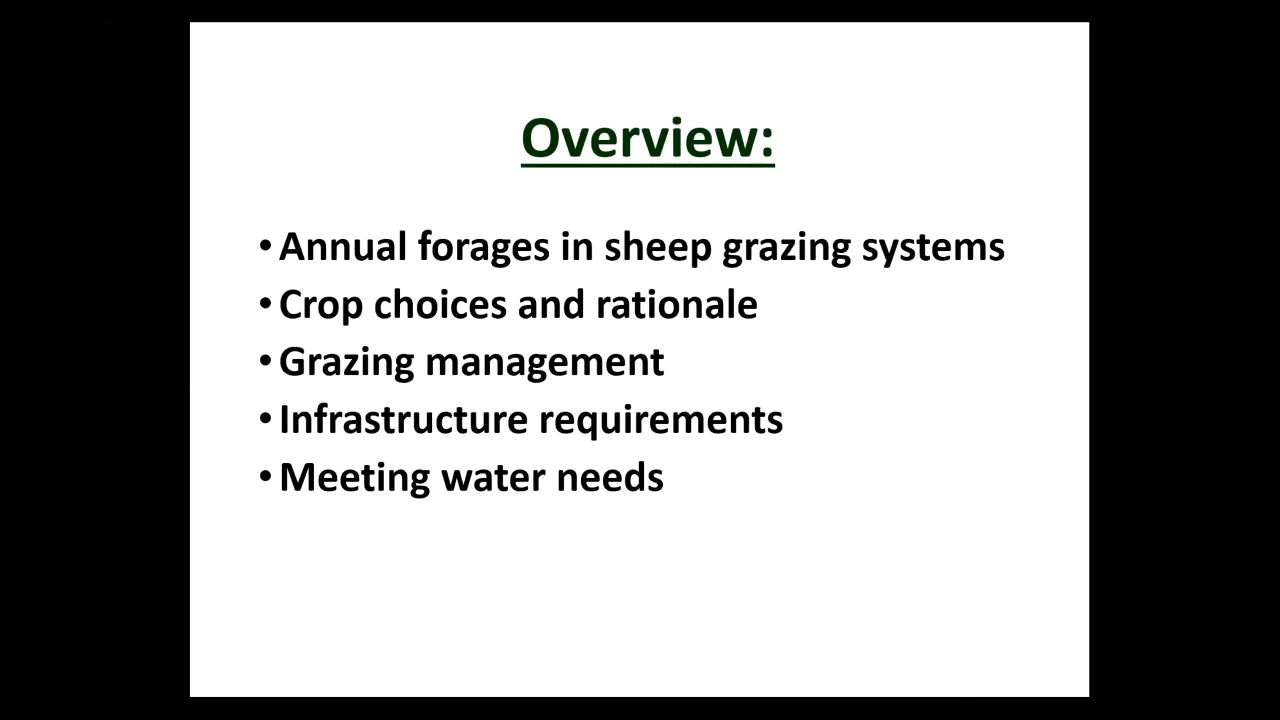 Overview:
• Annual forages in sheep grazing systems
• Crop choices and rationale
• Grazing management
• Infrastructure requirements
• Meeting water needs